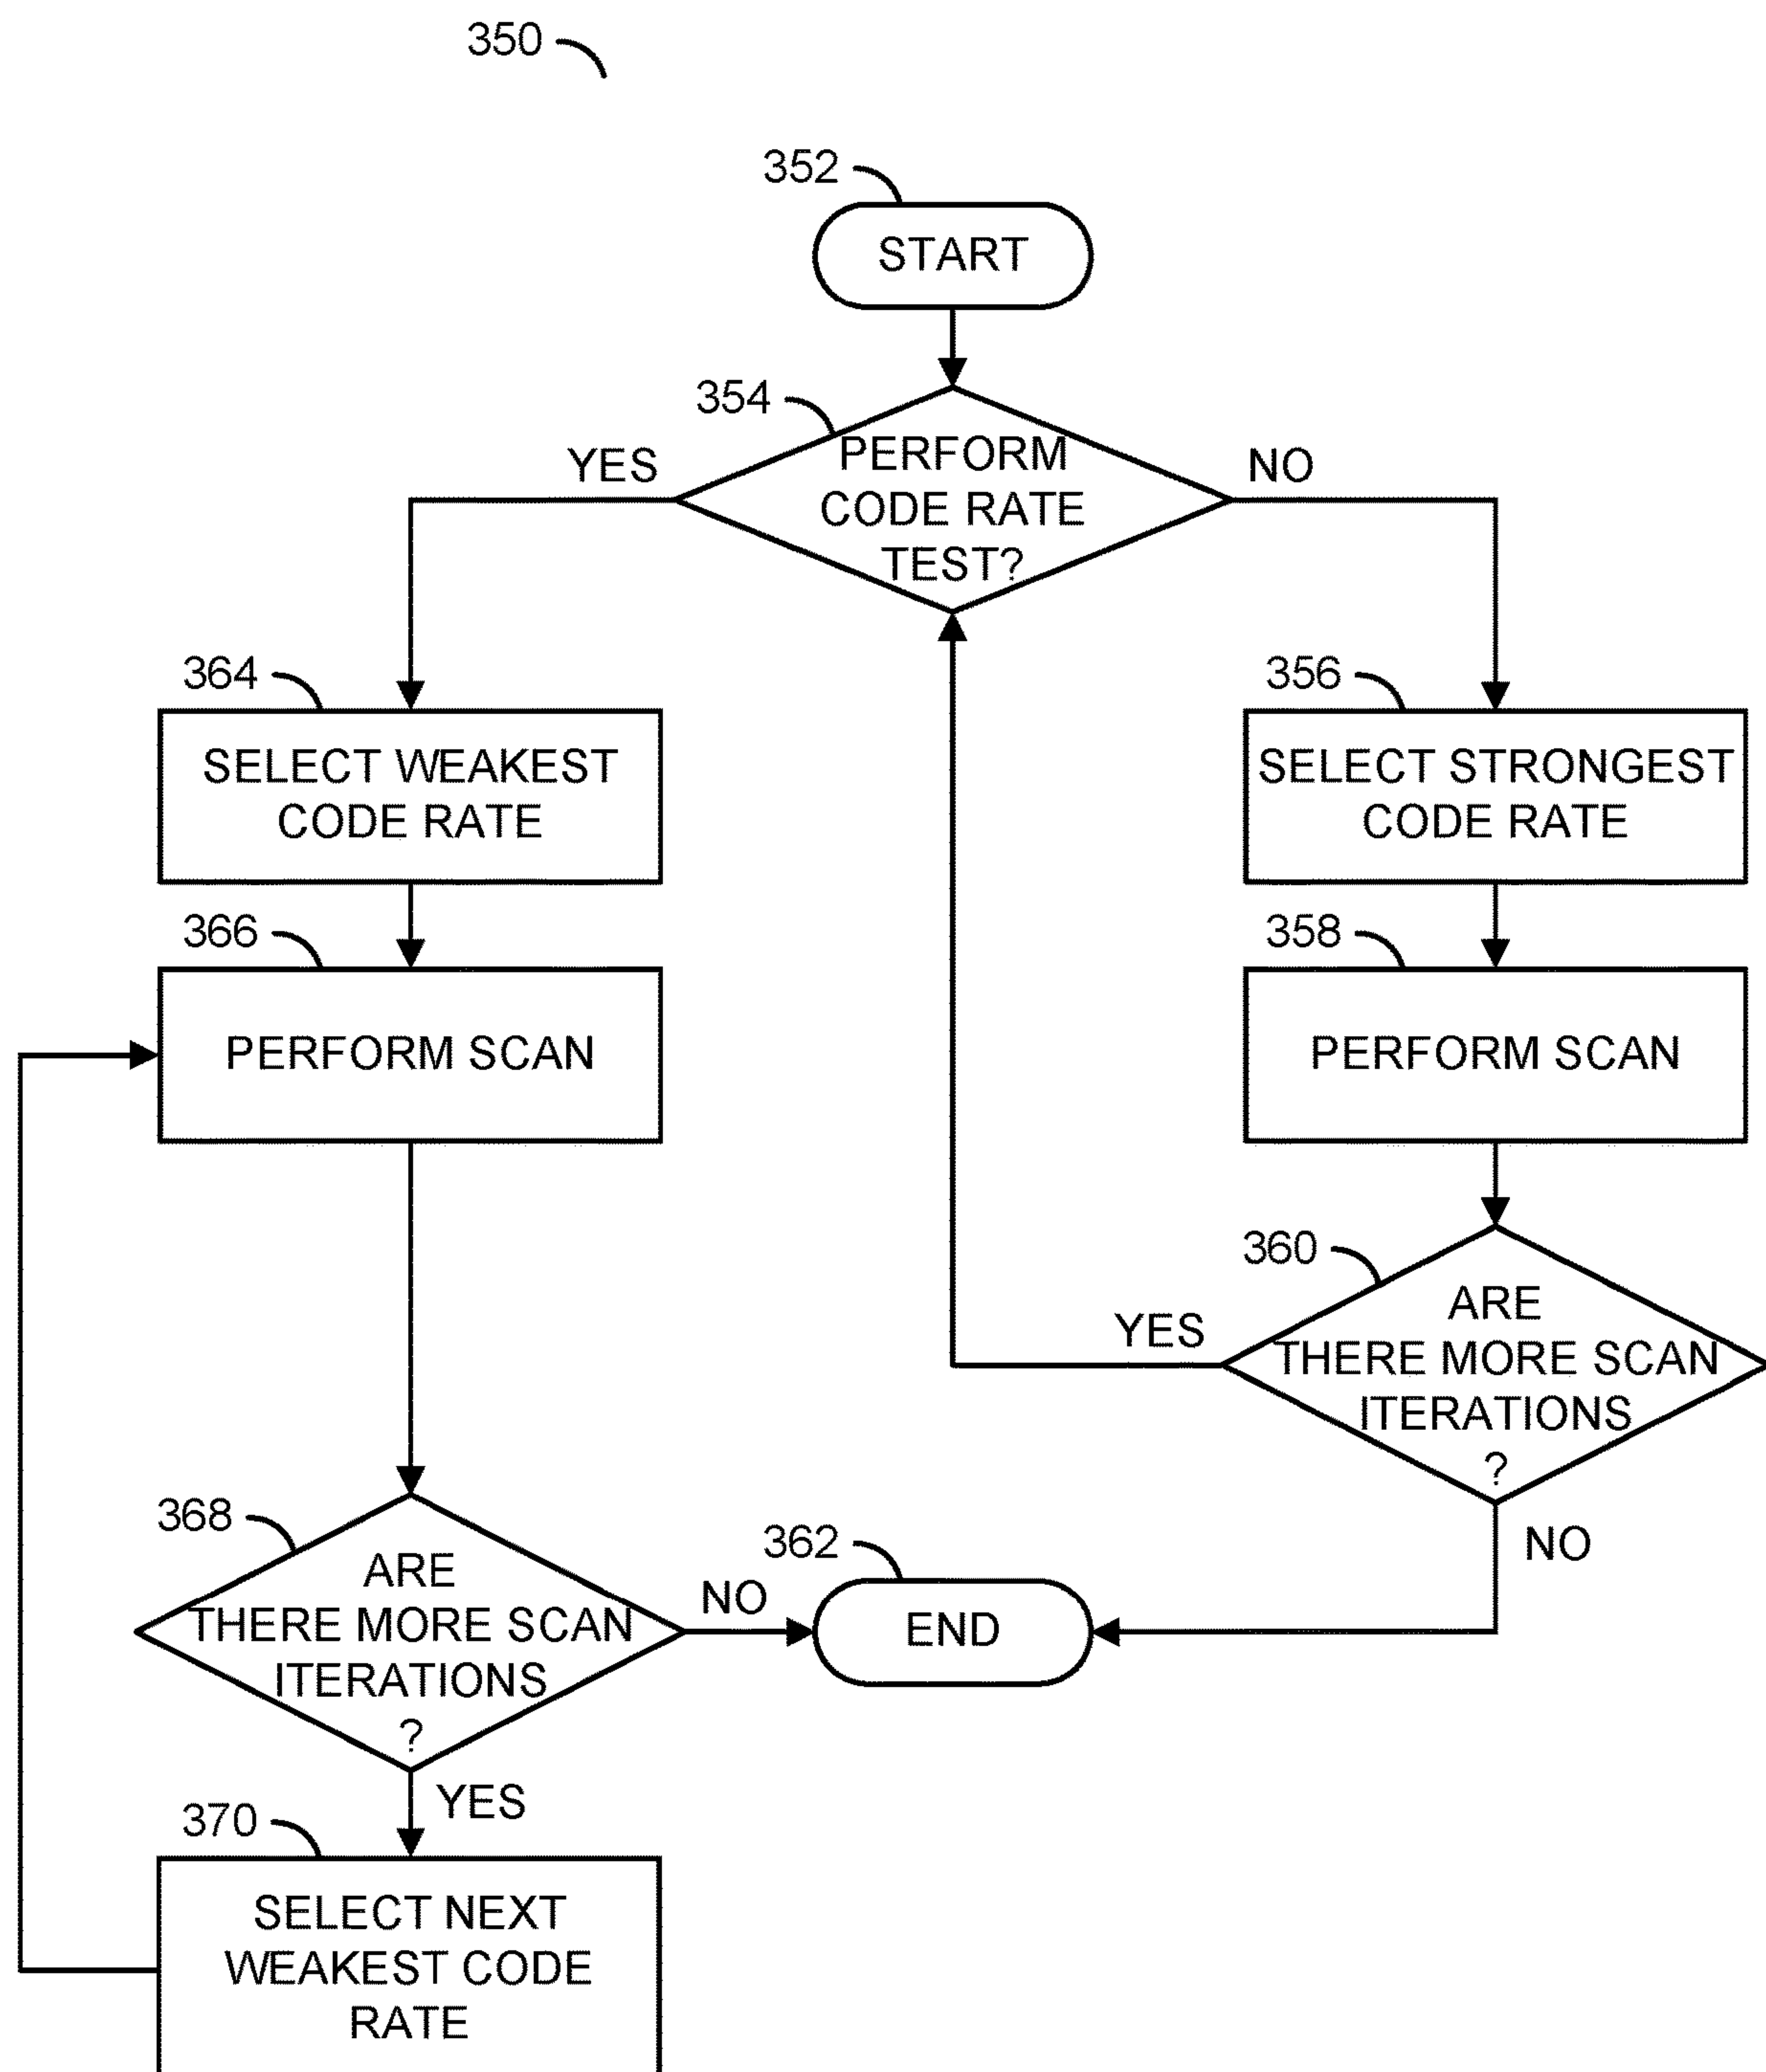 350
352
START
354
PERFORM
CODE RATE
TEST?
YES
NO
364
SELECT WEAKEST
CODE RATE
356
SELECT STRONGEST
CODE RATE
366
PERFORM SCAN
358
PERFORM SCAN
360
ARE
THERE MORE SCAN
ITERATIONS
?
YES
NO
368
ARE
THERE MORE SCAN
ITERATIONS
?
NO
362
END
YES
370
SELECT NEXT
WEAKEST CODE
RATE